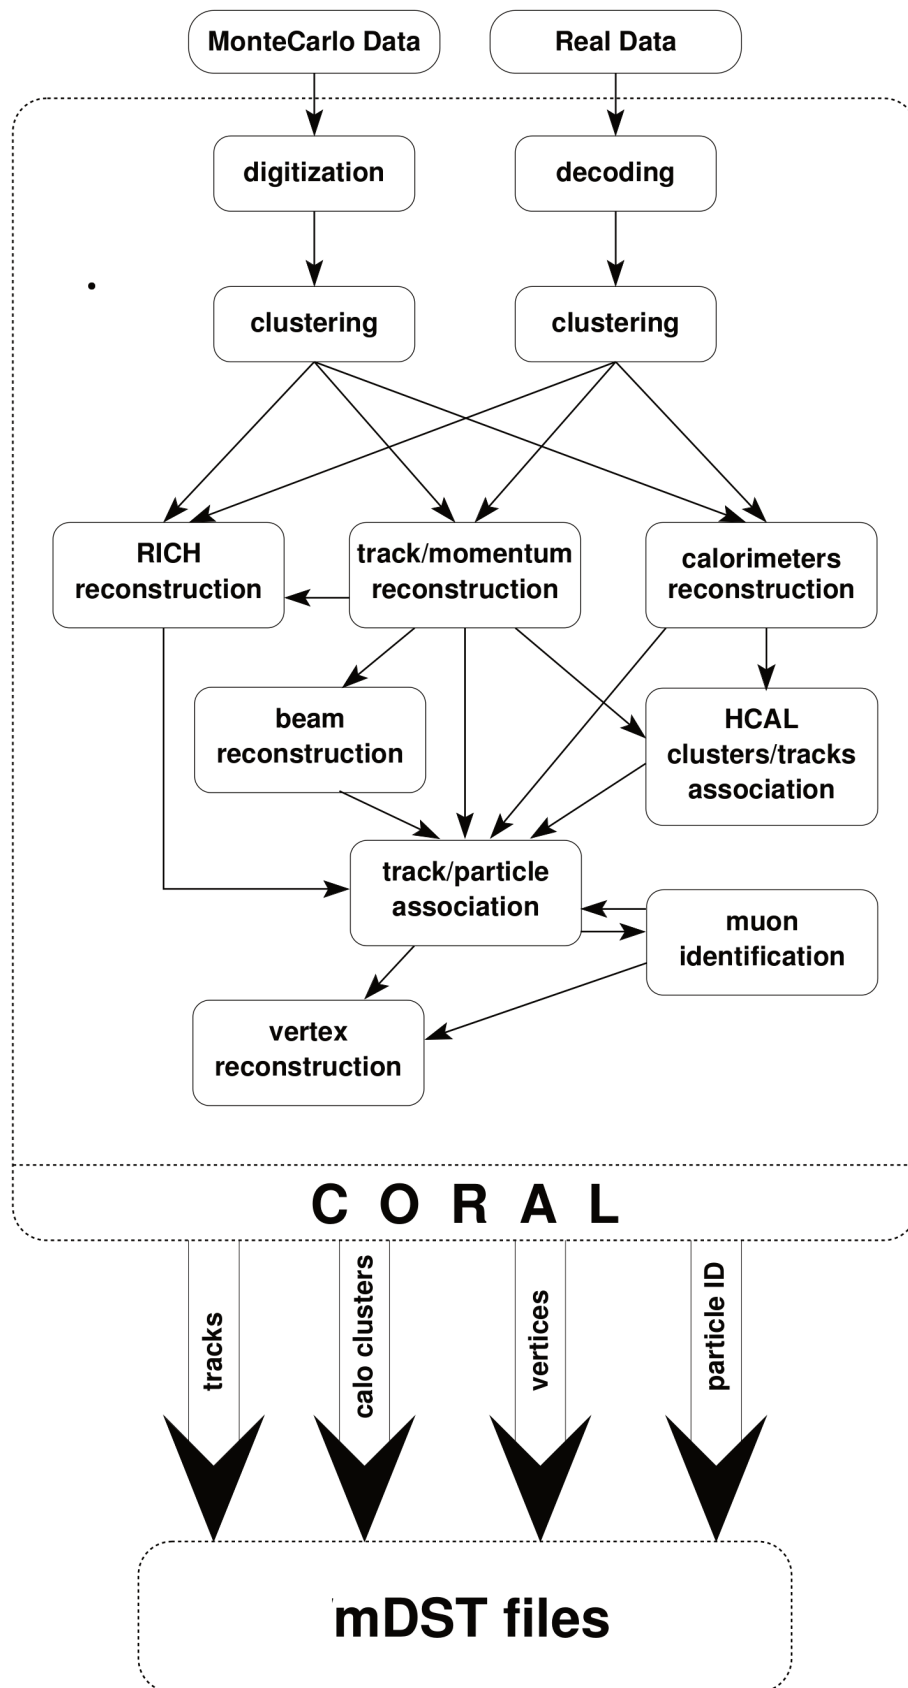 MonteCarlo Data
Real Data
digitization
decoding
clustering
clustering
RICH
reconstruction
track/momentum
reconstruction
calorimeters
reconstruction
beam
reconstruction
HCAL
clusters/tracks
association
track/particle
association
muon
identification
vertex
reconstruction
C O R A L
tracks
calo clusters
vertices
particle ID
mDST files